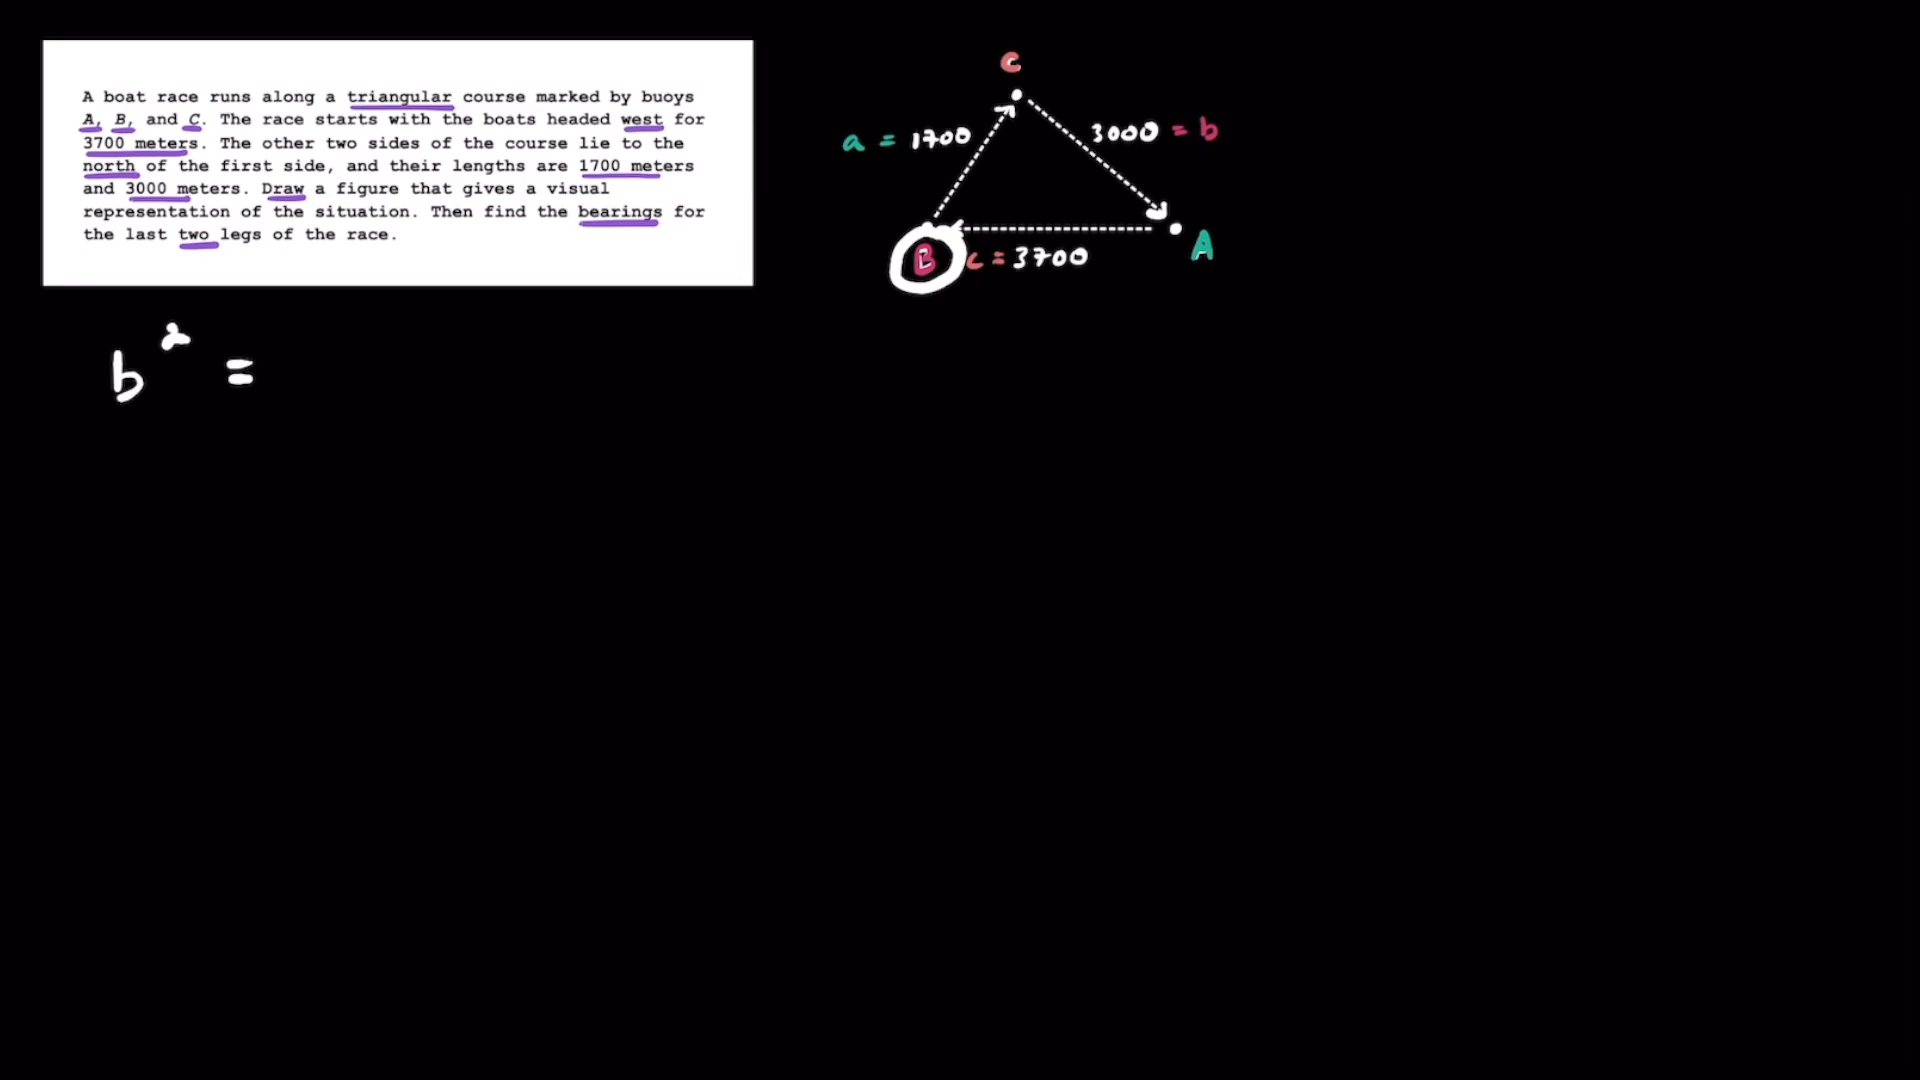 A boat race runs along a triangular course marked by buoys
A, B, and C. The race starts with the boats headed west for
3700 meters. The other two sides of the course lie to the
north of the first side, and their lengths are 1700 meters
and 3000 meters. Draw a figure that gives a visual
representation of the situation. Then find the bearings for
the last two legs of the race.
C
a = 1700
3000 = b
B
c = 3700
A
b² =